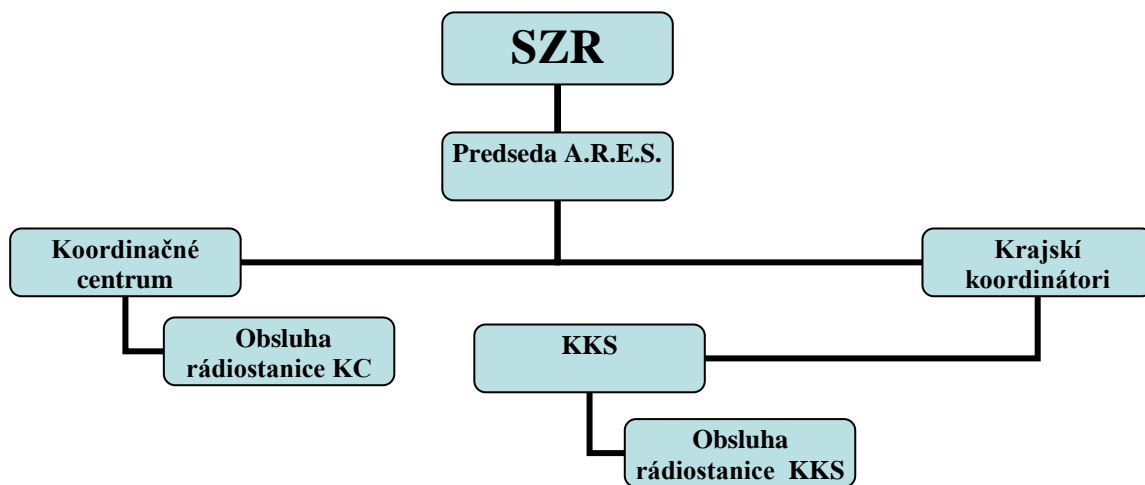 SZR
Predseda A.R.E.S.
Koordinačné
centrum
Krajskí
koordinátori
Obsluha
rádiostanice KC
KKS
Obsluha
rádiostanice KKS